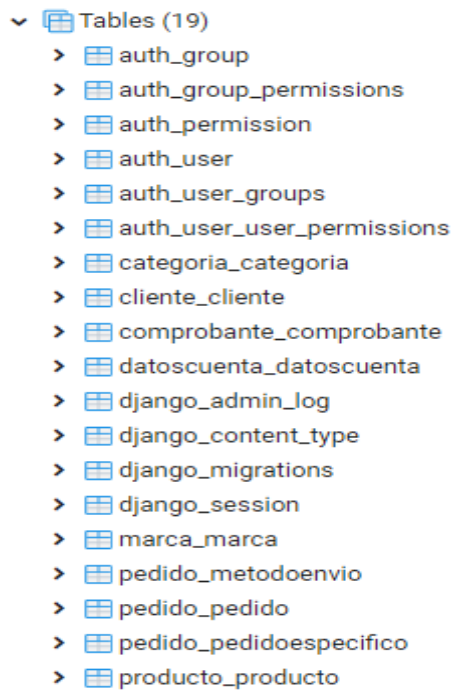 Tables (19)
auth_group
auth_group_permissions
auth_permission
auth_user
auth_user_groups
auth_user_user_permissions
categoria_categoria
cliente_cliente
comprobante_comprobante
datoscuenta_datoscuenta
django_admin_log
django_content_type
django_migrations
django_session
marca_marca
pedido_metodoenvio
pedido_pedido
pedido_pedidoespecifico
producto_producto